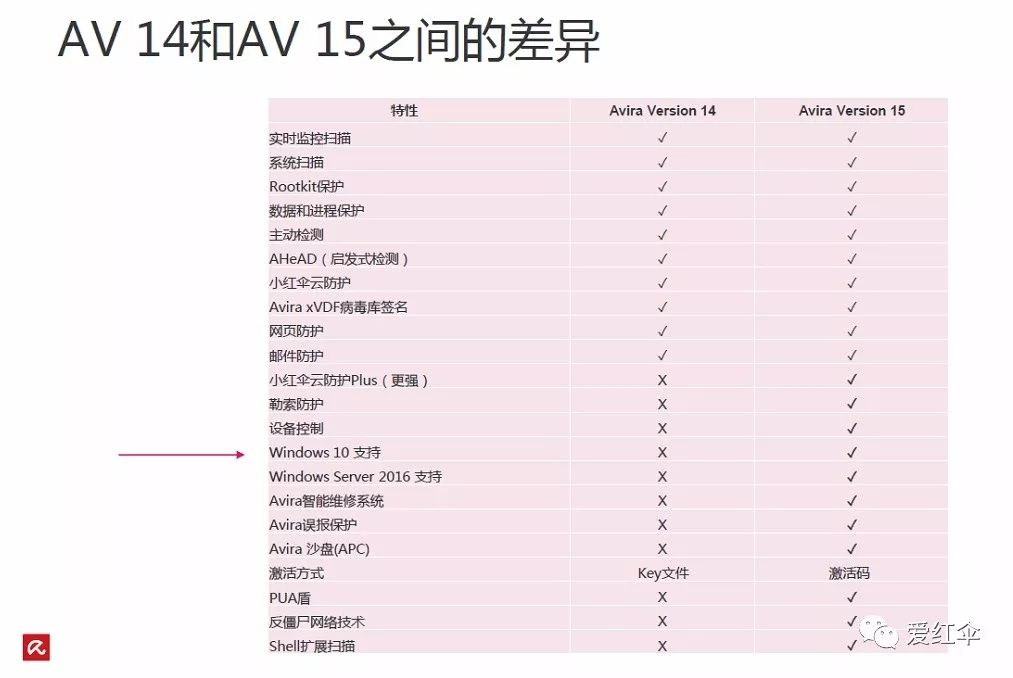 AV 14和AV 15之间的差异
特性 Avira Version 14 Avira Version 15
实时监控扫描 ✓ ✓
系统扫描 ✓ ✓
Rootkit保护 ✓ ✓
数据和进程保护 ✓ ✓
主动检测 ✓ ✓
AHeAD（启发式检测） ✓ ✓
小红伞云防护 ✓ ✓
Avira xVDF病毒库签名 ✓ ✓
网页防护 ✓ ✓
邮件防护 ✓ ✓
小红伞云防护Plus（更强） X ✓
勒索防护 X ✓
设备控制 X ✓
Windows 10 支持 X ✓
Windows Server 2016 支持 X ✓
Avira智能维修系统 X ✓
Avira误报保护 X ✓
Avira 沙盘(APC) X ✓
激活方式 Key文件 激活码
PUA盾 X ✓
反僵尸网络技术 X ✓
Shell扩展扫描 X ✓
爱红伞